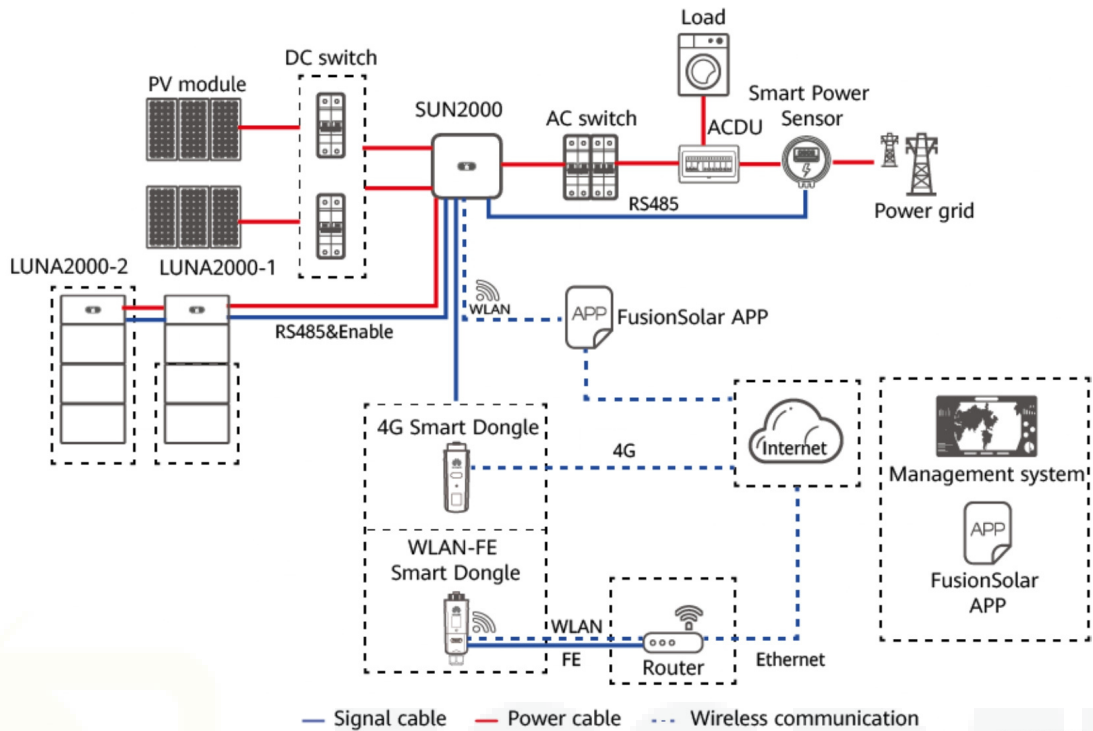 Load
DC switch
PV module
SUN2000
AC switch
Smart Power
Sensor
ACDU
RS485
Power grid
LUNA2000-2
LUNA2000-1
WLAN
APP
FusionSolar APP
RS485&Enable
4G Smart Dongle
4G
Internet
Management system
WLAN-FE
Smart Dongle
APP
FusionSolar
APP
WLAN
FE
Router
Ethernet
Signal cable
Power cable
Wireless communication